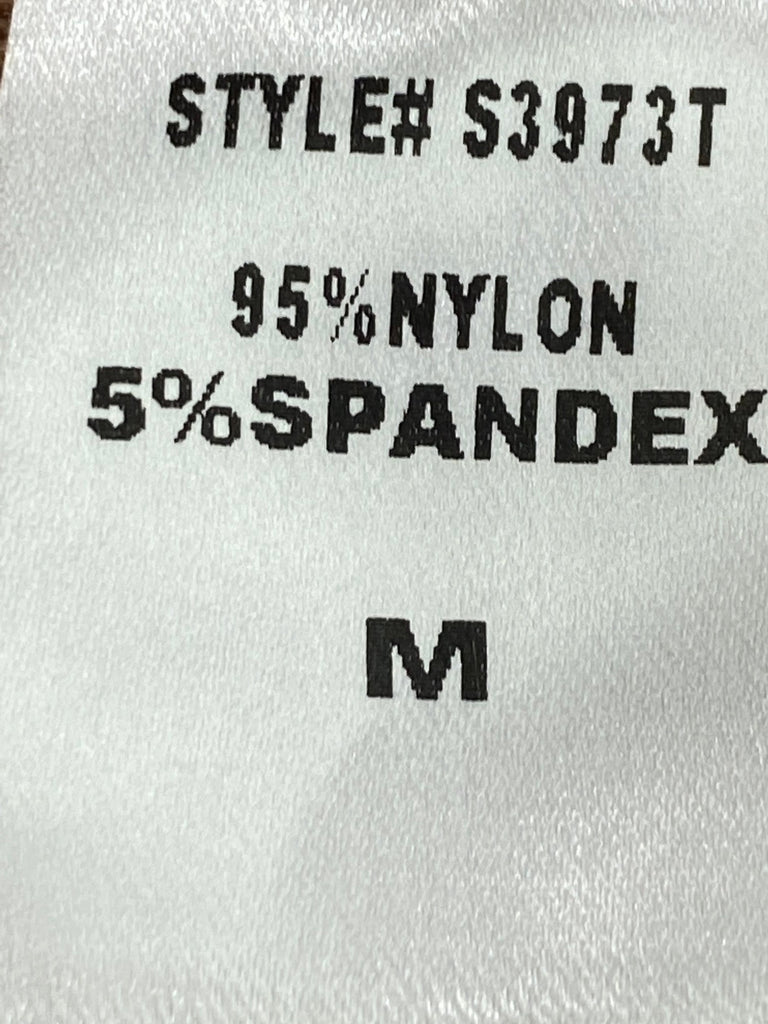 STYLE# S3973T
95%NYLON
5%SPANDEX
M